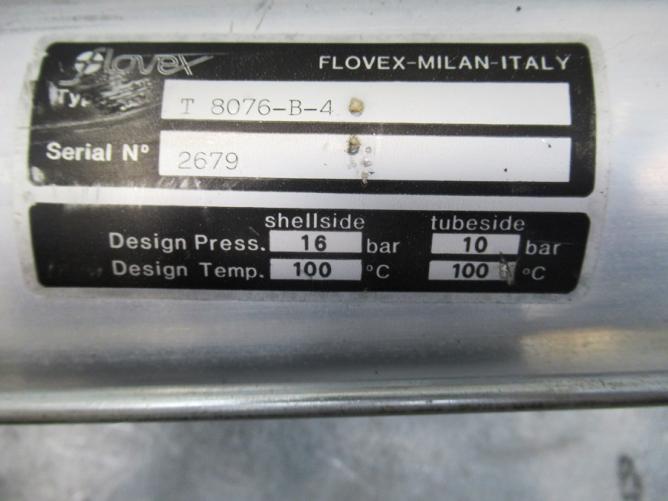 flovex FLOVEX-MILAN-ITALY
T 8076-B-4
Serial Nº 2679
shellside tubeside
Design Press. 16 bar 10 bar
Design Temp. 100 °C 100 °C